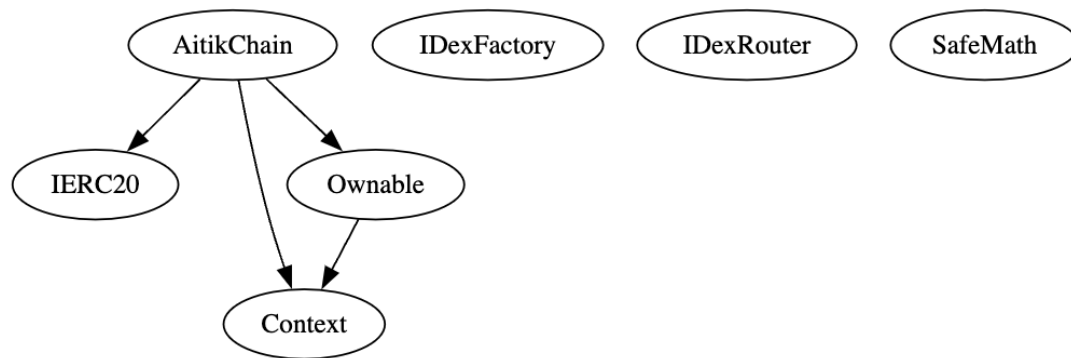 AitikChain
IDexFactory
IDexRouter
SafeMath
IERC20
Ownable
Context